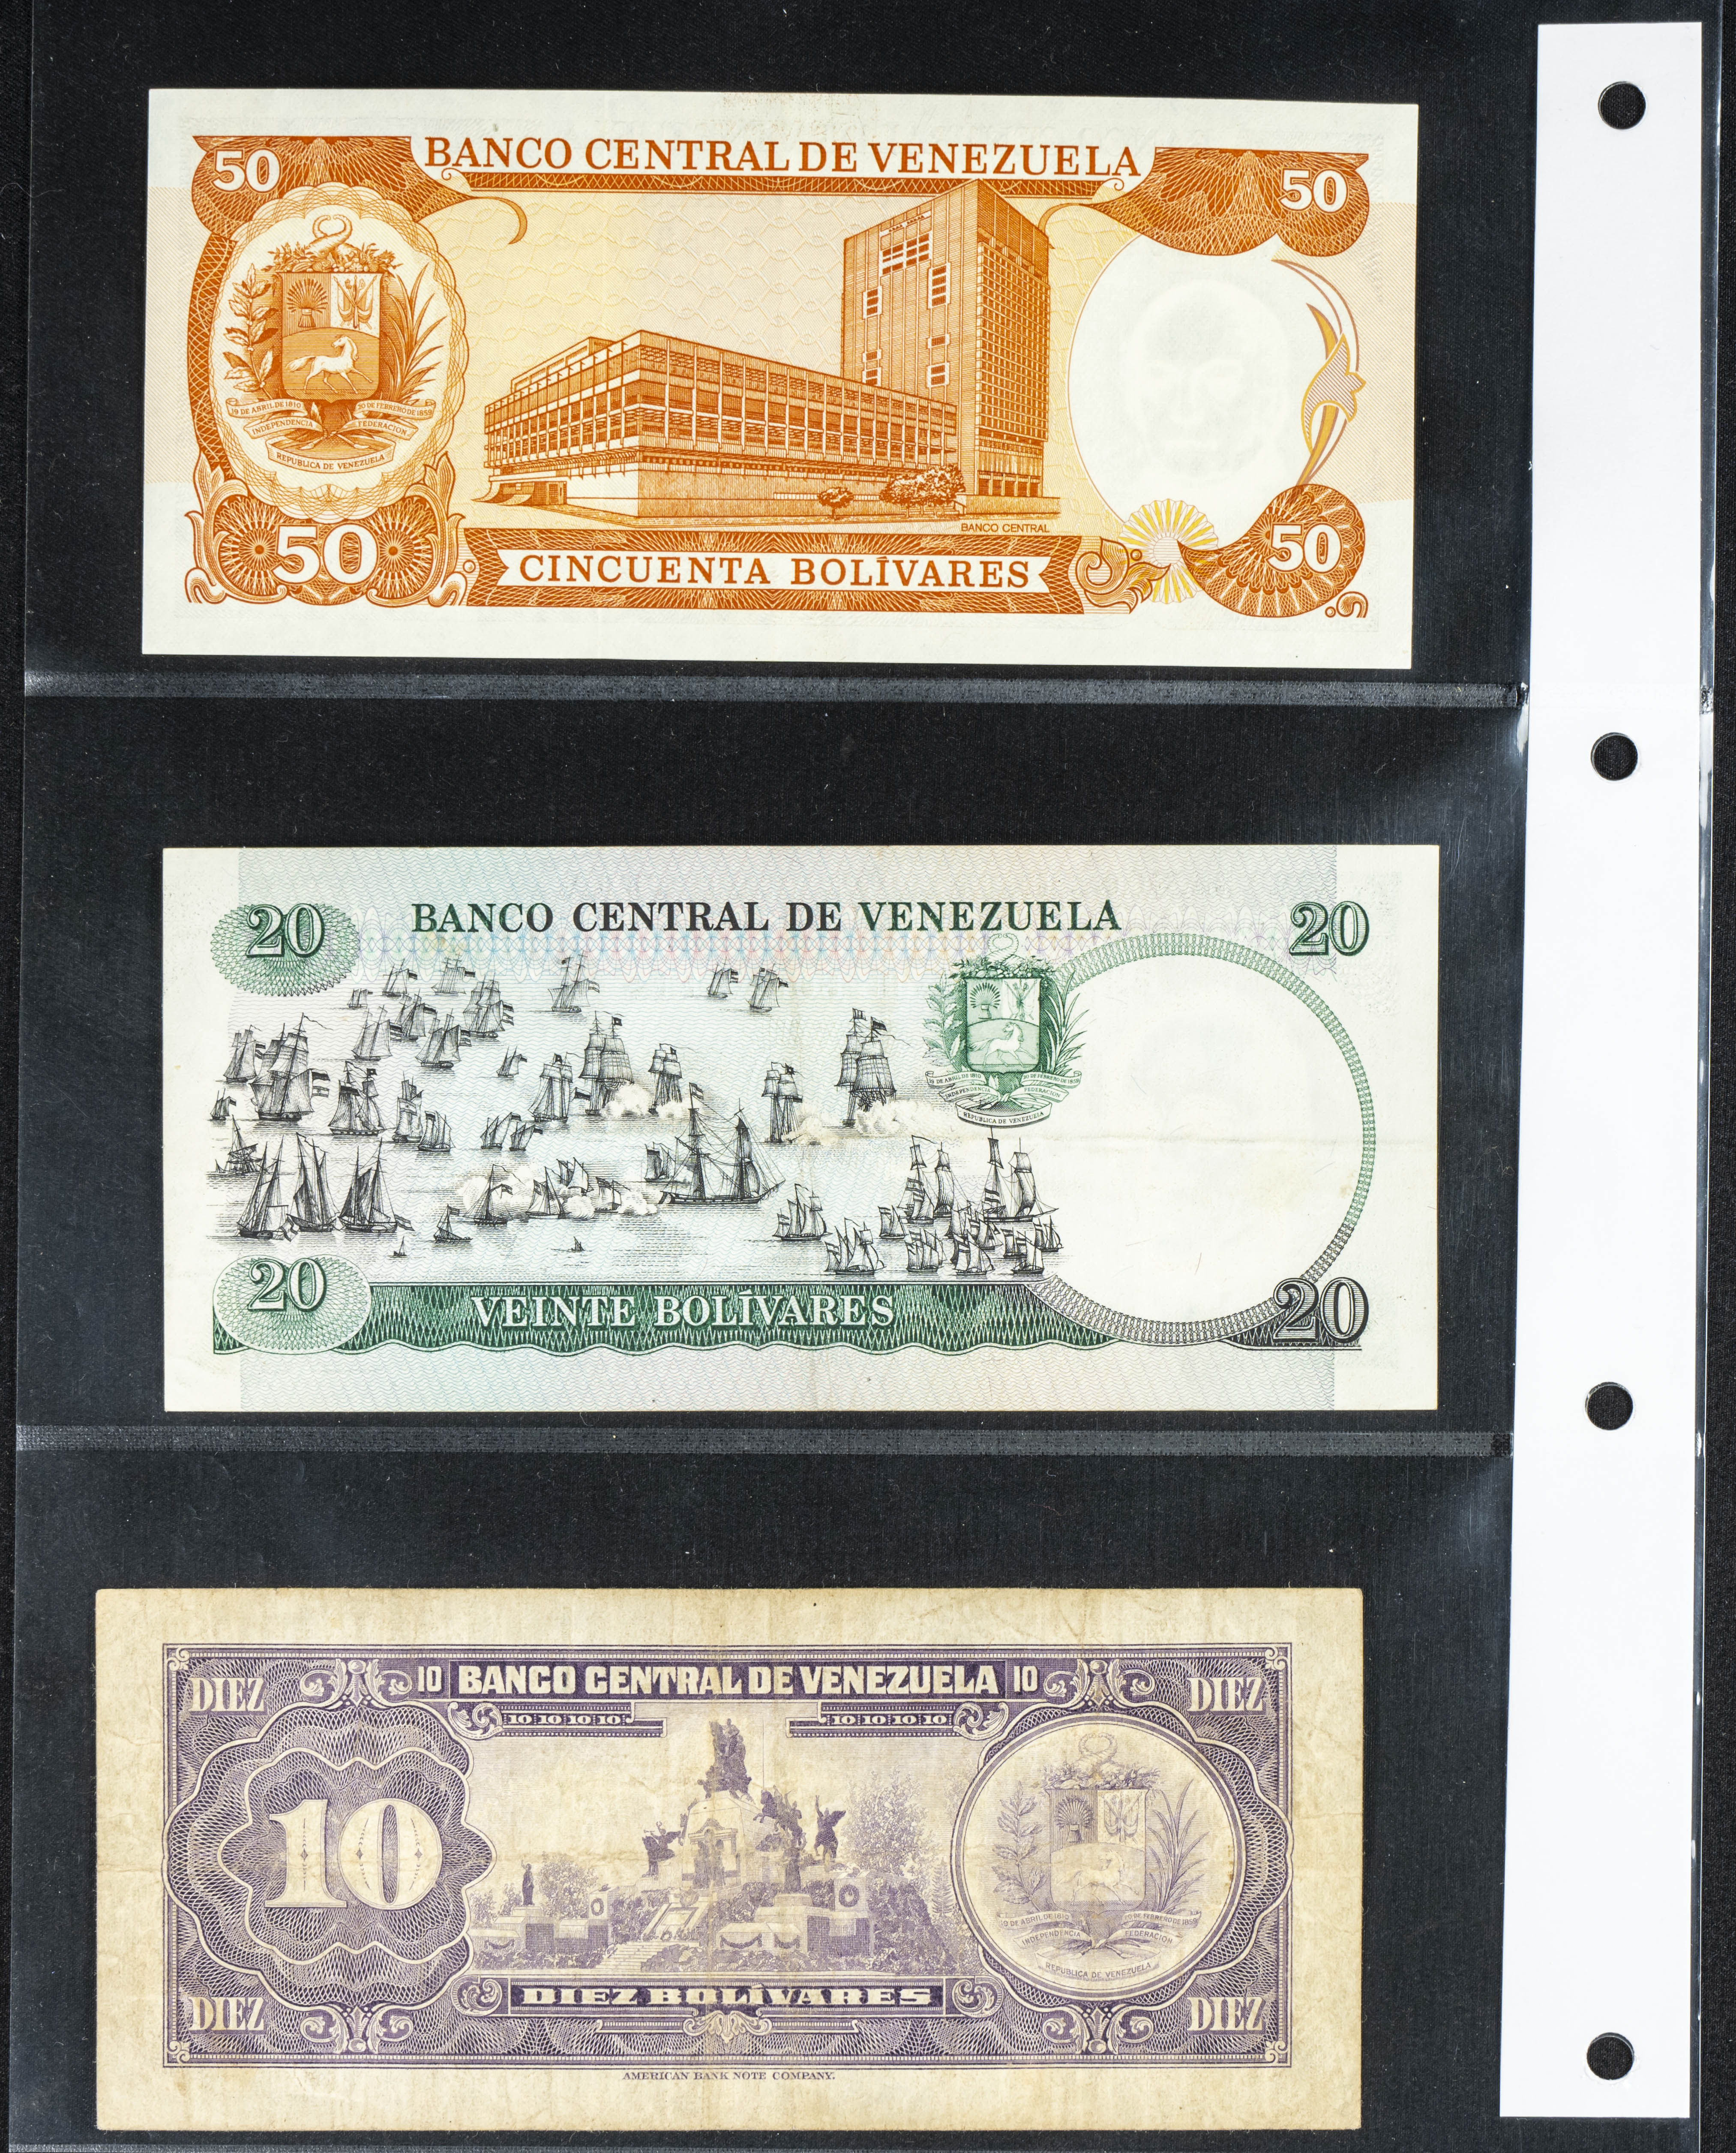 BANCO CENTRAL DE VENEZUELA
50
50
19 DE ABRIL DE 1810
20 DE FEBRERO DE 1859
INDEPENDENCIA
FEDERACION
REPUBLICA DE VENEZUELA
BANCO CENTRAL
50
CINCUENTA BOLÍVARES
50
20
BANCO CENTRAL DE VENEZUELA
20
19 DE ABRIL DE 1810
20 DE FEBRERO DE 1859
INDEPENDENCIA
FEDERACION
REPUBLICA DE VENEZUELA
20
VEINTE BOLÍVARES
20
DIEZ
10 BANCO CENTRAL DE VENEZUELA 10
DIEZ
10 10 10 10
10 10 10 10
10
19 DE ABRIL DE 1810
20 DE FEBRERO DE 1859
INDEPENDENCIA
FEDERACION
REPUBLICA DE VENEZUELA
DIEZ
DIEZ BOLÍVARES
DIEZ
AMERICAN BANK NOTE COMPANY.